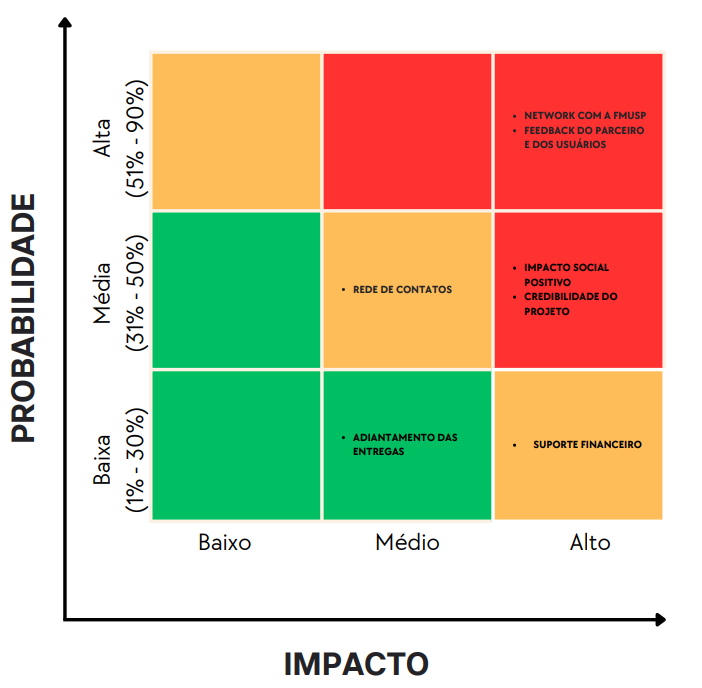 PROBABILIDADE
Alta
(51% - 90%)
• NETWORK COM A FMUSP
• FEEDBACK DO PARCEIRO
E DOS USUÁRIOS
Média
(31% - 50%)
• REDE DE CONTATOS
• IMPACTO SOCIAL
POSITIVO
• CREDIBILIDADE DO
PROJETO
Baixa
(1% - 30%)
• ADIANTAMENTO DAS
ENTREGAS
• SUPORTE FINANCEIRO
Baixo
Médio
Alto
IMPACTO